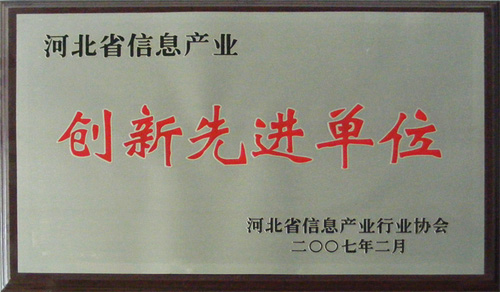 河北省信息产业
创新先进单位
河北省信息产业行业协会
二〇〇七年二月